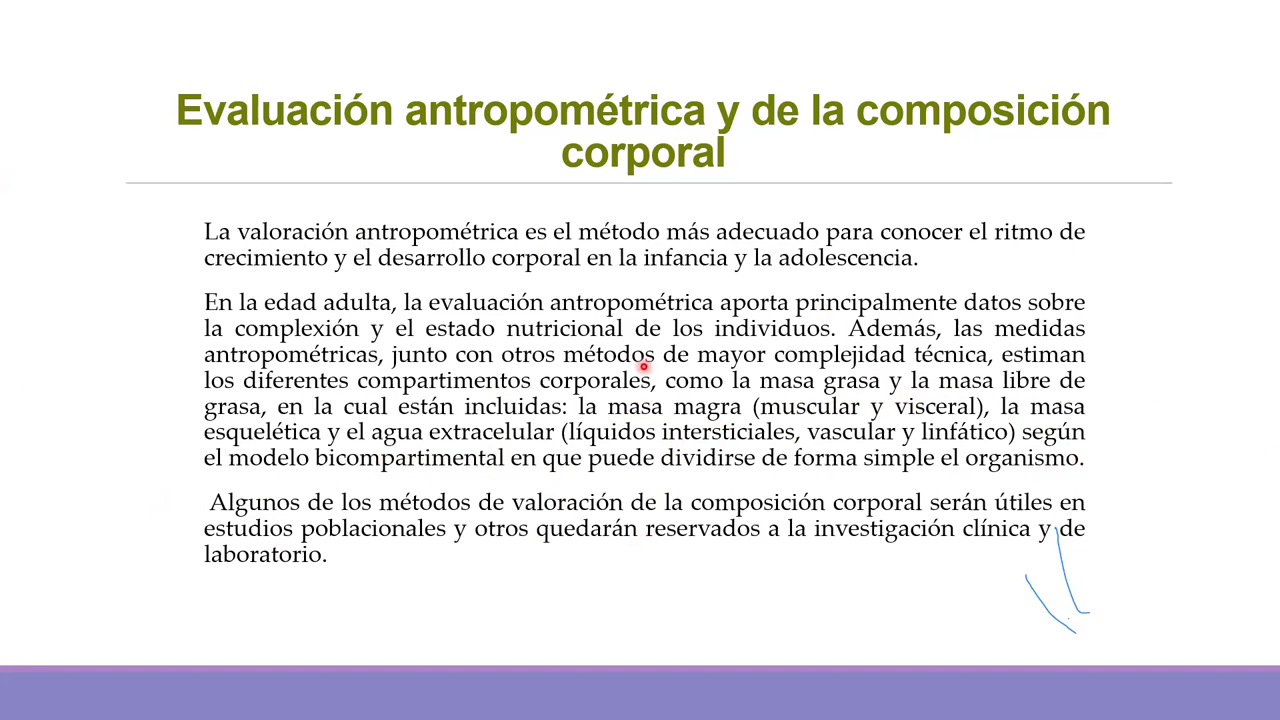 Evaluación antropométrica y de la composición
corporal
La valoración antropométrica es el método más adecuado para conocer el ritmo de
crecimiento y el desarrollo corporal en la infancia y la adolescencia.
En la edad adulta, la evaluación antropométrica aporta principalmente datos sobre
la complexión y el estado nutricional de los individuos. Además, las medidas
antropométricas, junto con otros métodos de mayor complejidad técnica, estiman
los diferentes compartimentos corporales, como la masa grasa y la masa libre de
grasa, en la cual están incluidas: la masa magra (muscular y visceral), la masa
esquelética y el agua extracelular (líquidos intersticiales, vascular y linfático) según
el modelo bicompartimental en que puede dividirse de forma simple el organismo.
Algunos de los métodos de valoración de la composición corporal serán útiles en
estudios poblacionales y otros quedarán reservados a la investigación clínica y de
laboratorio.